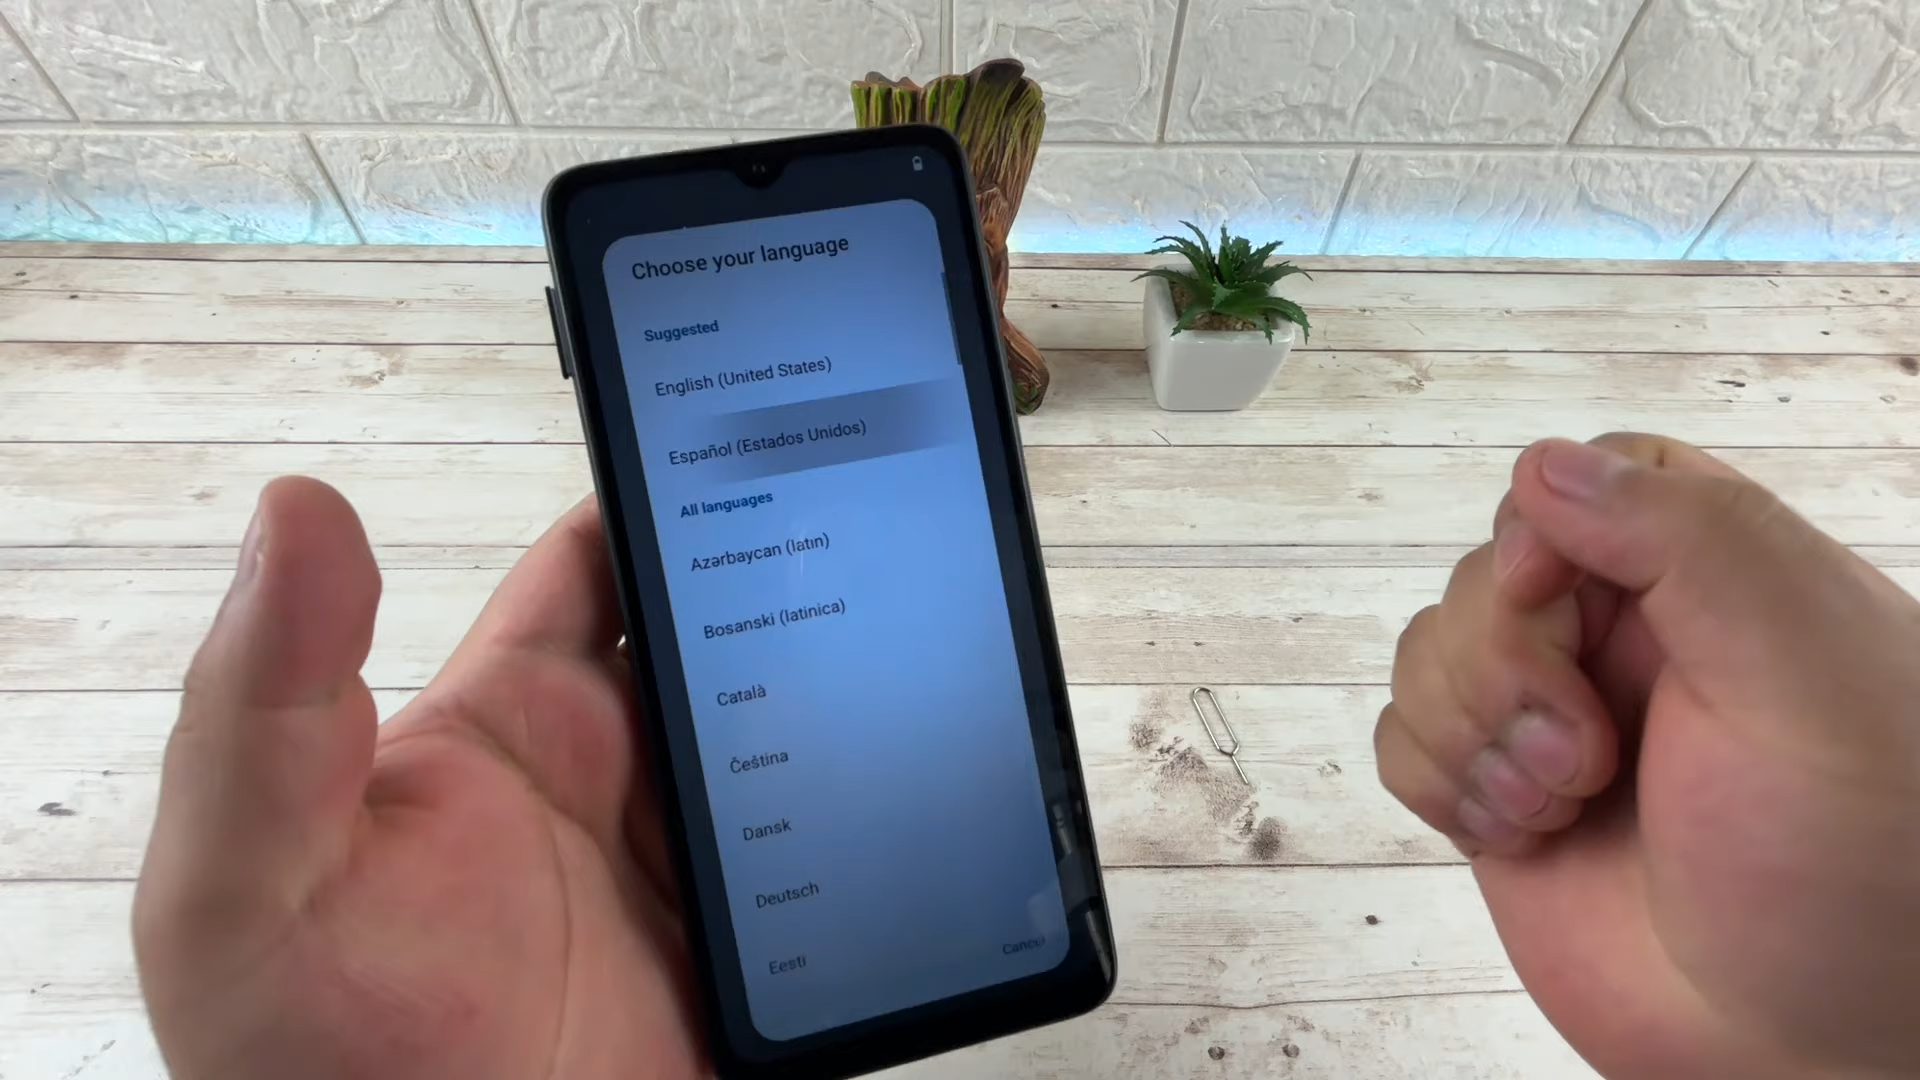 Choose your language
Suggested
English (United States)
Español (Estados Unidos)
All languages
Azərbaycan (latın)
Bosanski (latinica)
Català
Čeština
Dansk
Deutsch
Eesti
Cancel